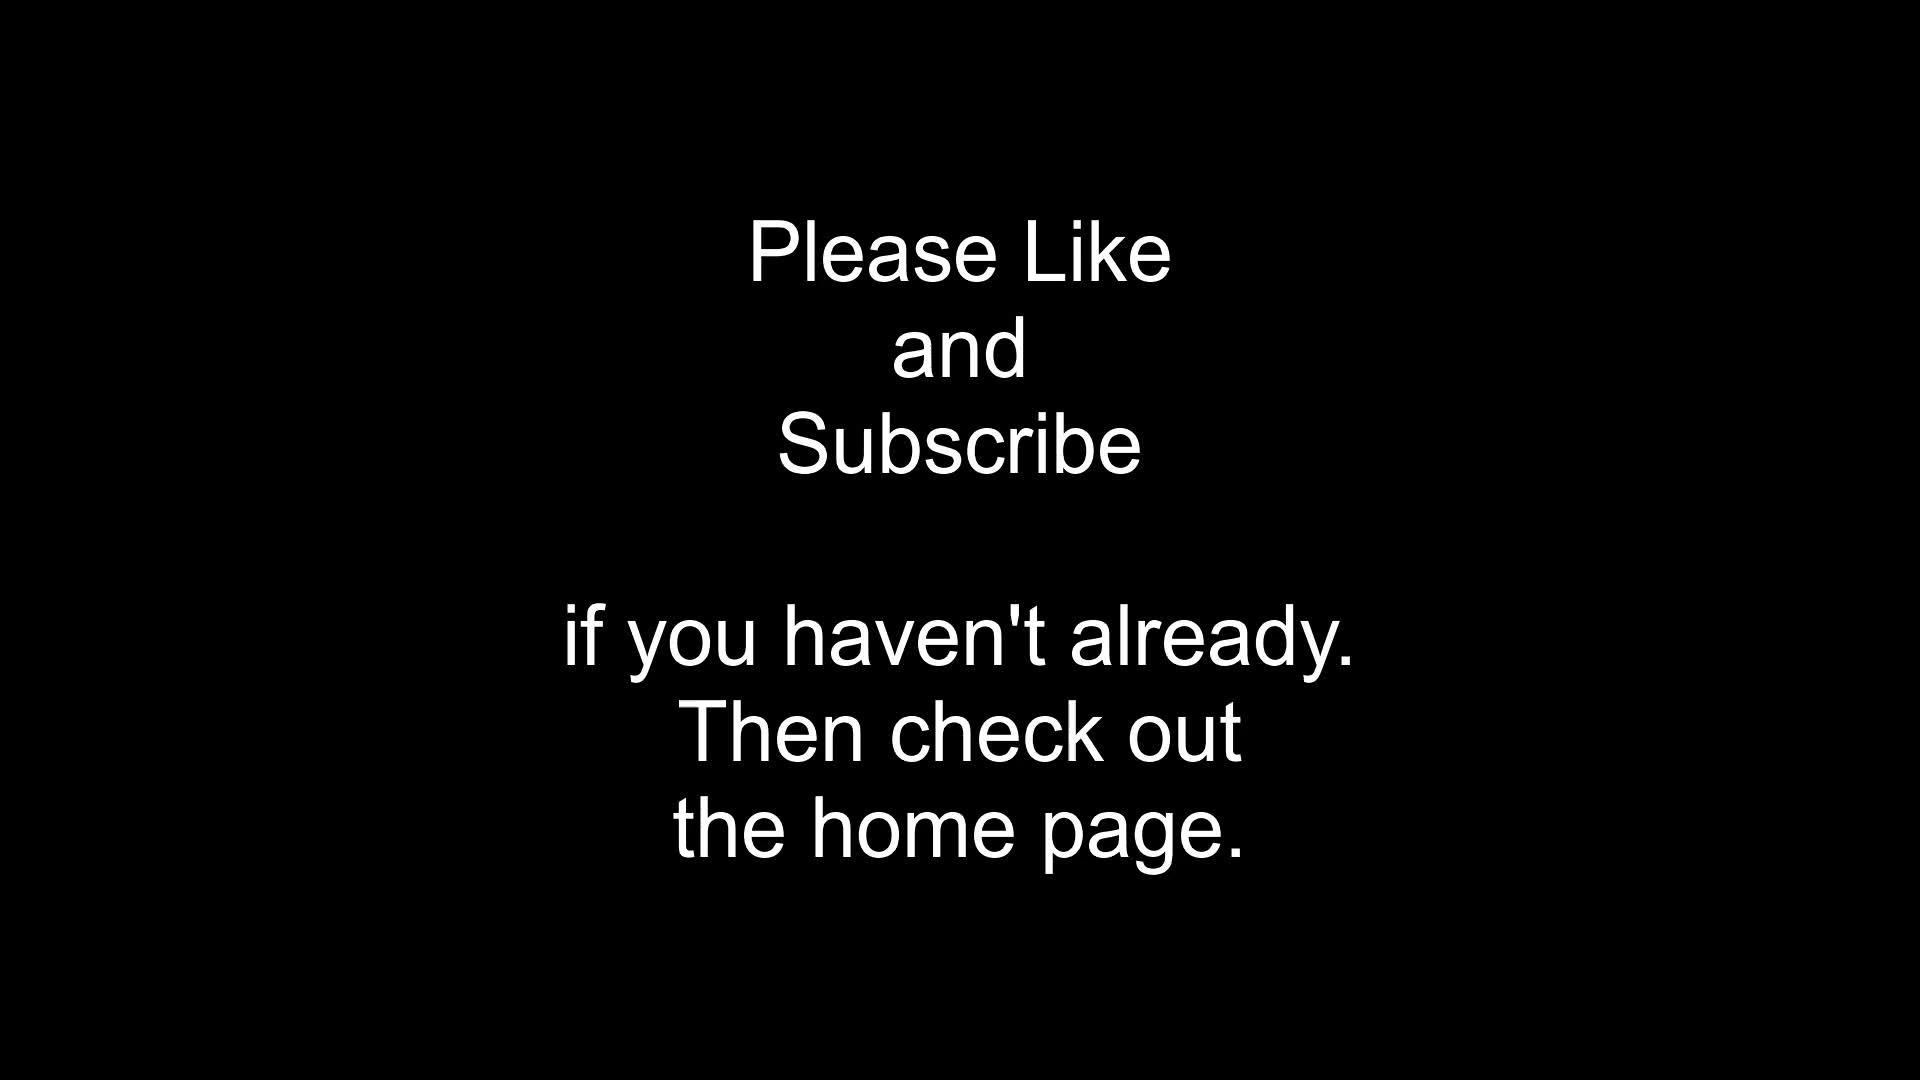 Please Like
and
Subscribe
if you haven't already.
Then check out
the home page.